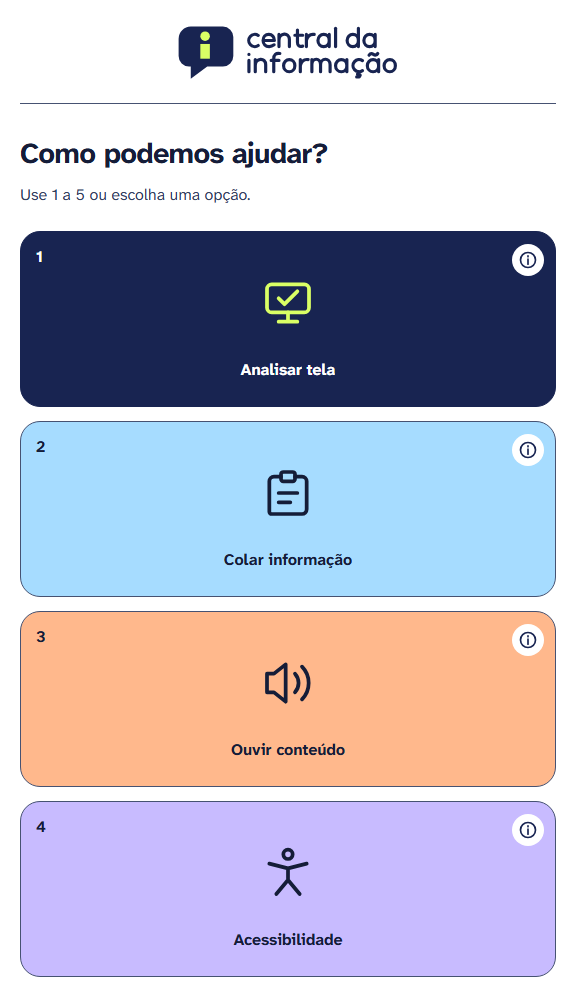 central da
informação
Como podemos ajudar?
Use 1 a 5 ou escolha uma opção.
1
Analisar tela
2
Colar informação
3
Ouvir conteúdo
4
Acessibilidade